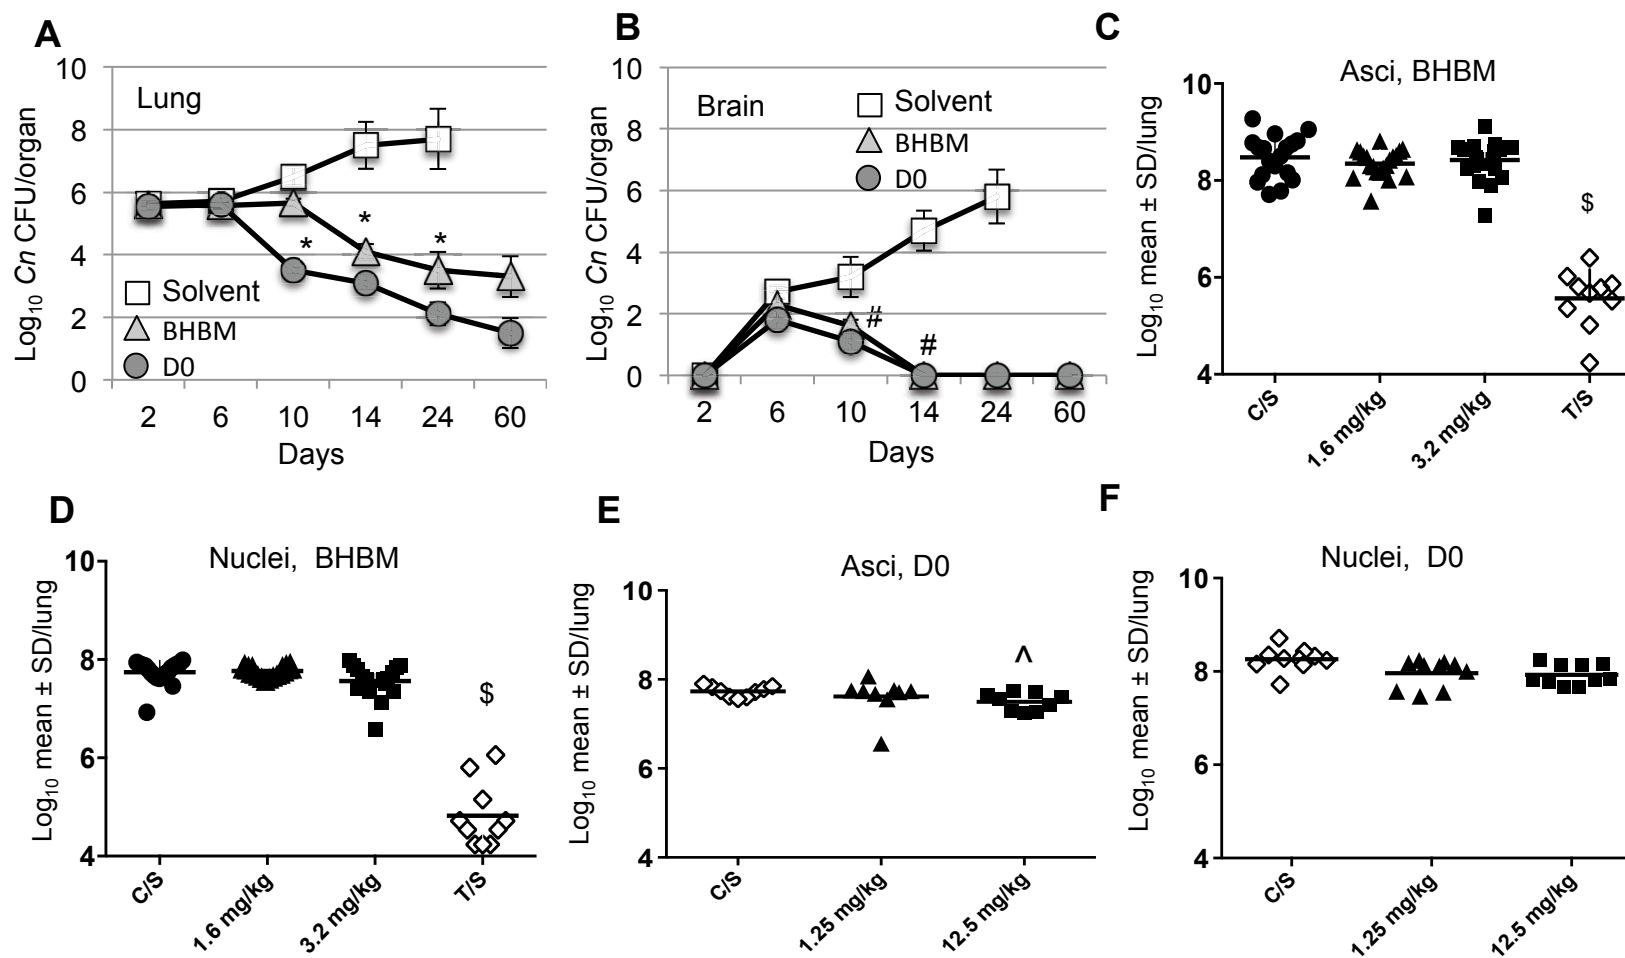 A
Log10 Cn CFU/organ
10
8
6
4
2
0
Lung
*
*
*
Solvent
BHBM
D0
2 6 10 14 24 60
Days
B
Log10 Cn CFU/organ
10
8
6
4
2
0
Brain
Solvent
BHBM
D0
#
#
2 6 10 14 24 60
Days
C
Asci, BHBM
Log10 mean ± SD/lung
10
8
6
4
$
C/S
1.6 mg/kg
3.2 mg/kg
T/S
D
Nuclei, BHBM
Log10 mean ± SD/lung
10
8
6
4
$
C/S
1.6 mg/kg
3.2 mg/kg
T/S
E
Asci, D0
Log10 mean ± SD/lung
10
8
6
4
^
C/S
1.25 mg/kg
12.5 mg/kg
F
Nuclei, D0
Log10 mean ± SD/lung
10
8
6
4
C/S
1.25 mg/kg
12.5 mg/kg